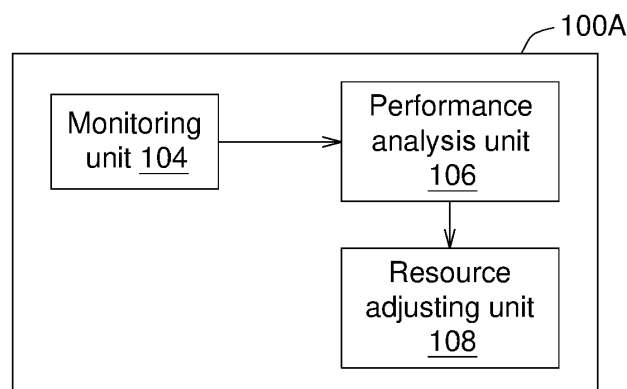 100A
Monitoring
unit 104
Performance
analysis unit
106
Resource
adjusting unit
108